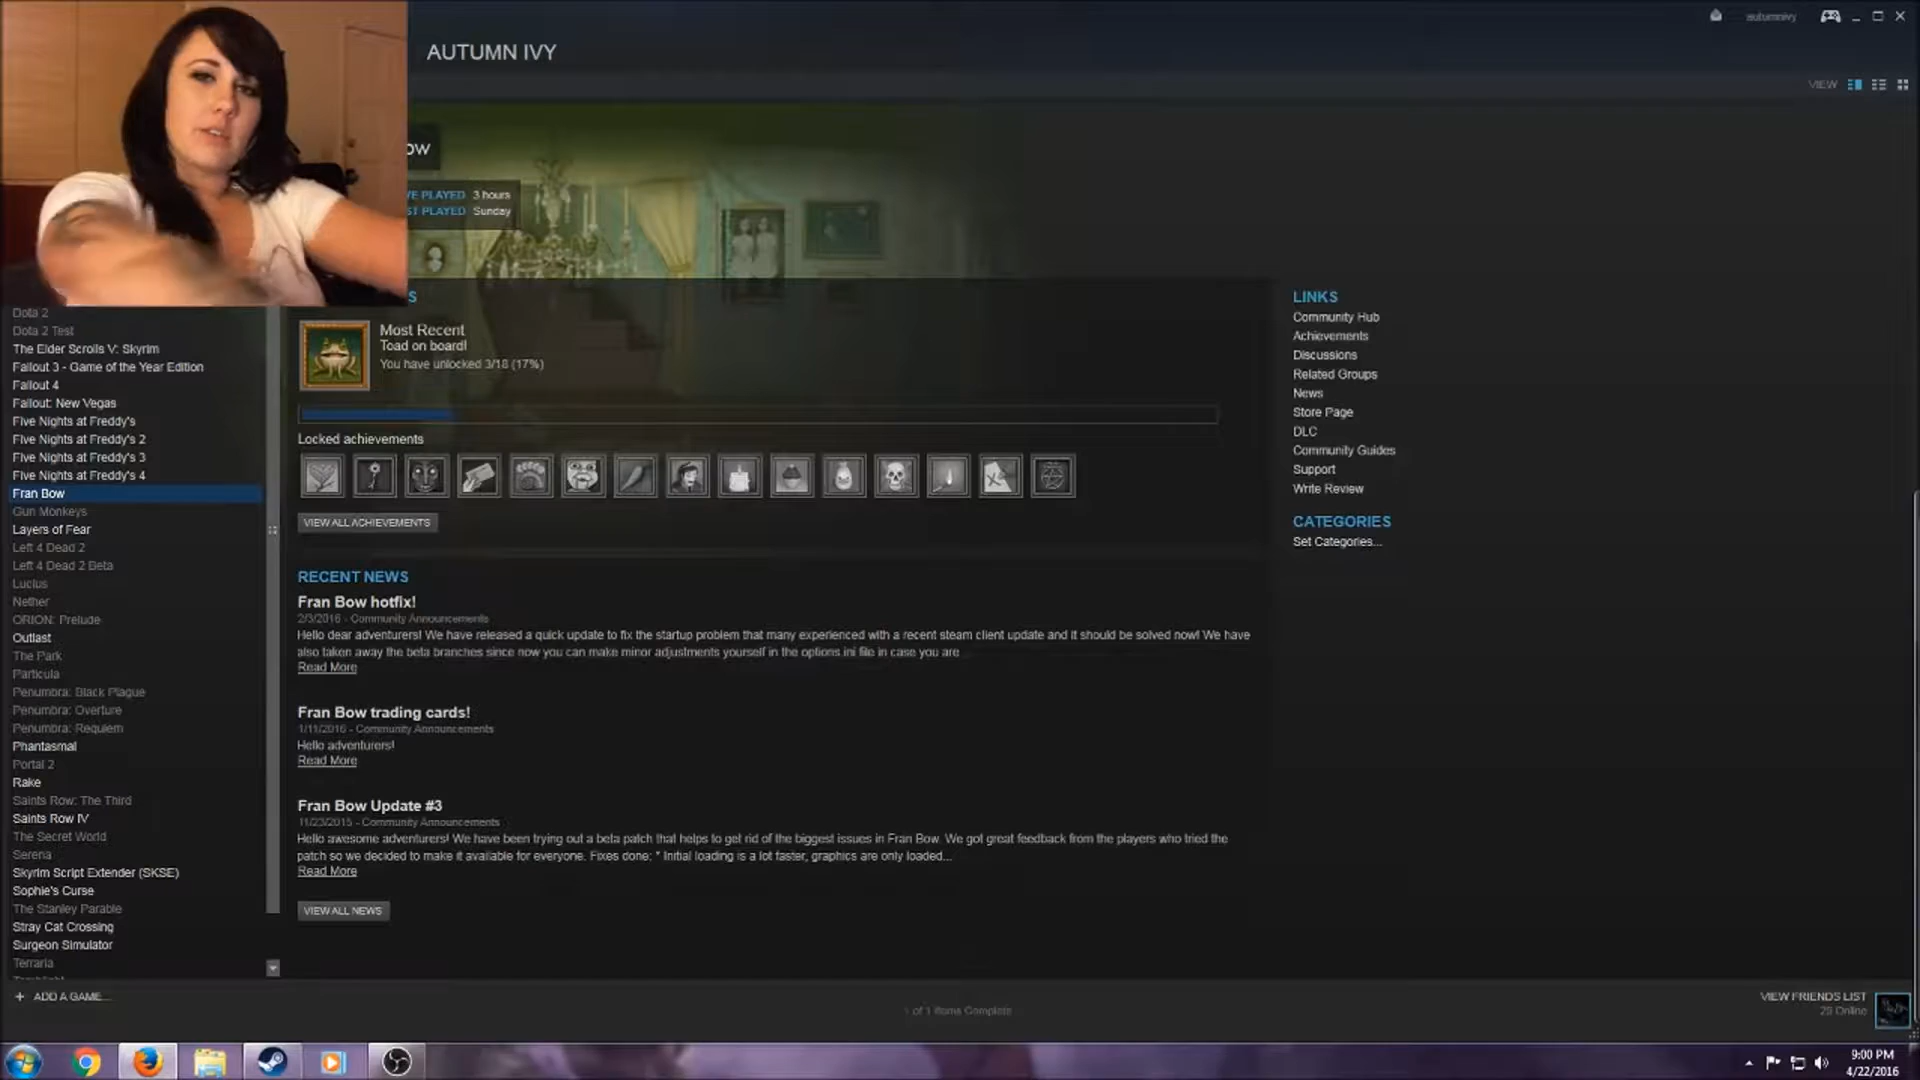 autumnivy
AUTUMN IVY
VIEW
OW
VE PLAYED 3 hours
ST PLAYED Sunday
S
Most Recent
Toad on board!
You have unlocked 3/18 (17%)
Locked achievements
VIEW ALL ACHIEVEMENTS
LINKS
Community Hub
Achievements
Discussions
Related Groups
News
Store Page
DLC
Community Guides
Support
Write Review
CATEGORIES
Set Categories...
Dota 2
Dota 2 Test
The Elder Scrolls V: Skyrim
Fallout 3 - Game of the Year Edition
Fallout 4
Fallout: New Vegas
Five Nights at Freddy's
Five Nights at Freddy's 2
Five Nights at Freddy's 3
Five Nights at Freddy's 4
Fran Bow
Gun Monkeys
Layers of Fear
Left 4 Dead 2
Left 4 Dead 2 Beta
Lucius
Nether
ORION: Prelude
Outlast
The Park
Particula
Penumbra: Black Plague
Penumbra: Overture
Penumbra: Requiem
Phantasmal
Portal 2
Rake
Saints Row: The Third
Saints Row IV
The Secret World
Serena
Skyrim Script Extender (SKSE)
Sophie's Curse
The Stanley Parable
Stray Cat Crossing
Surgeon Simulator
Terraria
RECENT NEWS
Fran Bow hotfix!
2/3/2016 - Community Announcements
Hello dear adventurers! We have released a quick update to fix the startup problem that many experienced with a recent steam client update and it should be solved now! We have
also taken away the beta branches since now you can make minor adjustments yourself in the options ini file in case you are
Read More
Fran Bow trading cards!
1/11/2016 - Community Announcements
Hello adventurers!
Read More
Fran Bow Update #3
11/23/2015 - Community Announcements
Hello awesome adventurers! We have been trying out a beta patch that helps to get rid of the biggest issues in Fran Bow. We got great feedback from the players who tried the
patch so we decided to make it available for everyone. Fixes done: * Initial loading is a lot faster, graphics are only loaded...
Read More
VIEW ALL NEWS
+ ADD A GAME...
1 of 1 Items Complete
VIEW FRIENDS LIST
29 Online
9:00 PM
4/22/2016